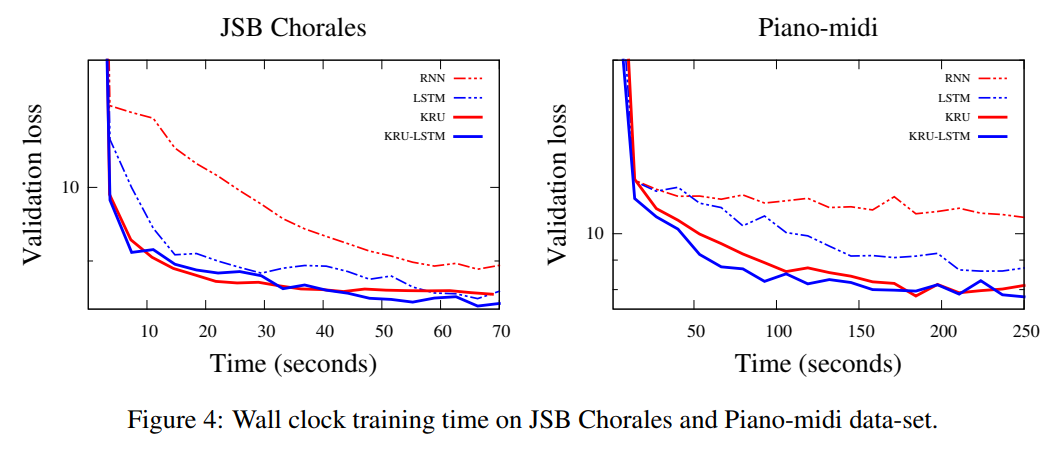 JSB Chorales
Validation loss
10
RNN
LSTM
KRU
KRU-LSTM
10 20 30 40 50 60 70
Time (seconds)
Piano-midi
Validation loss
10
RNN
LSTM
KRU
KRU-LSTM
50 100 150 200 250
Time (seconds)
Figure 4: Wall clock training time on JSB Chorales and Piano-midi data-set.